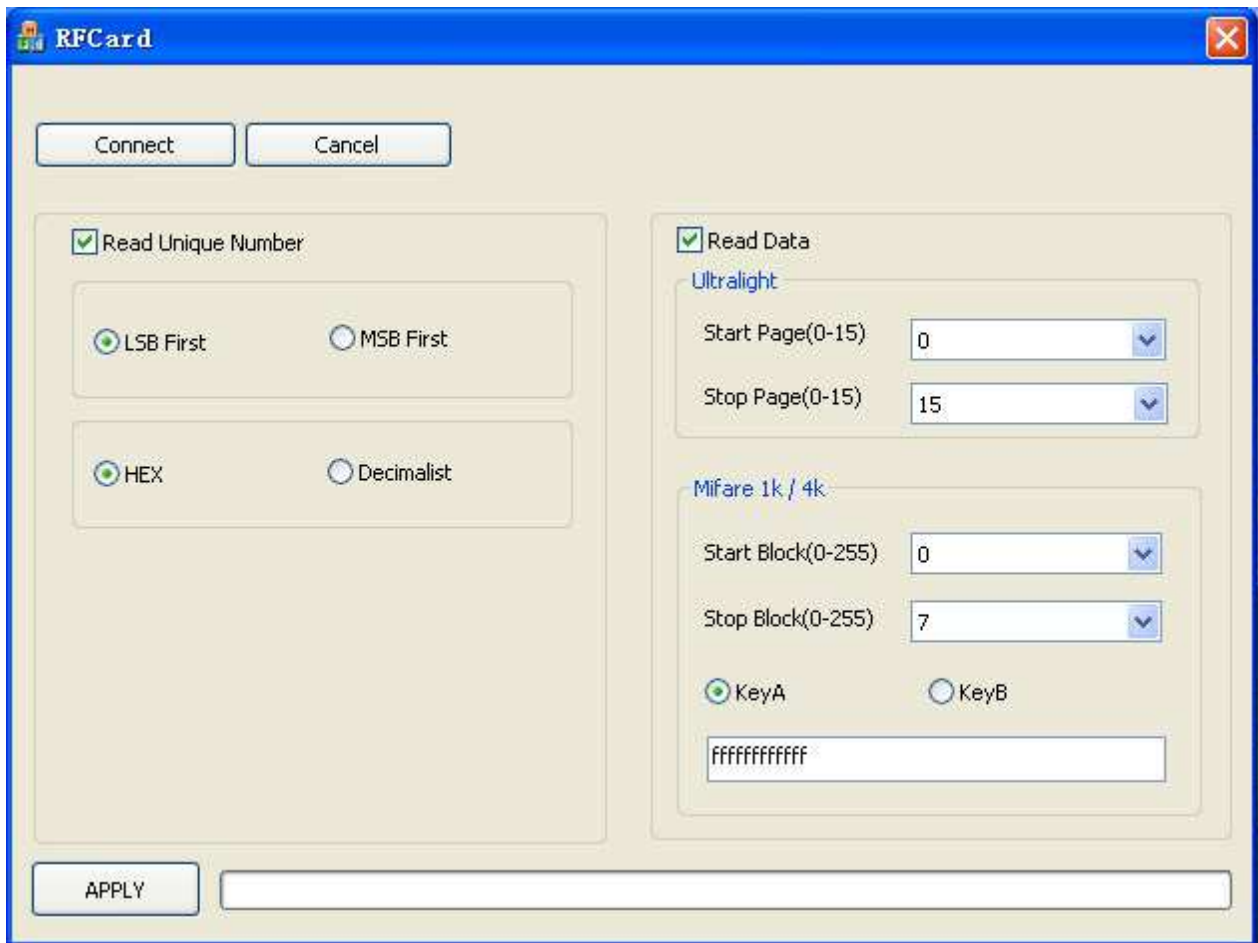 RFCard
Connect
Cancel
Read Unique Number
LSB First
MSB First
HEX
Decimalist
Read Data
Ultralight
Start Page(0-15)
0
Stop Page(0-15)
15
Mifare 1k / 4k
Start Block(0-255)
0
Stop Block(0-255)
7
KeyA
KeyB
ffffffffffff
APPLY